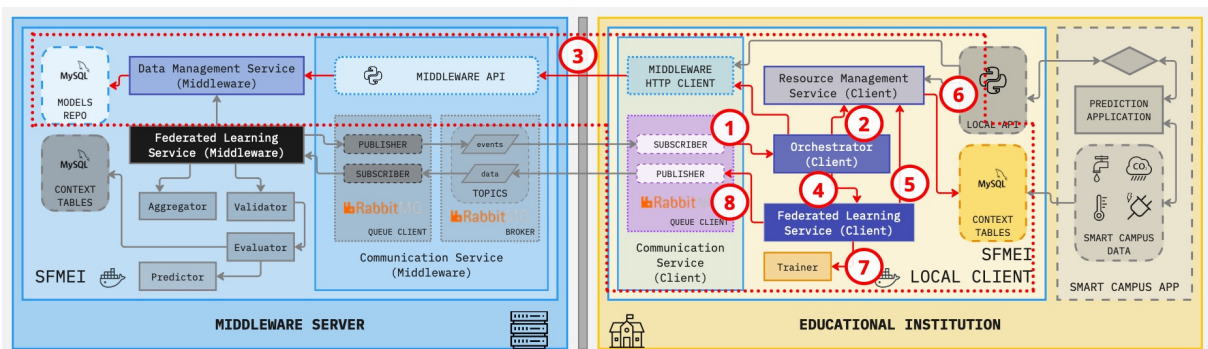 MySQL
MODELS
REPO
Data Management Service
(Middleware)
MIDDLEWARE API
3
MIDDLEWARE
HTTP CLIENT
Resource Management
Service (Client)
6
LOCAL API
PREDICTION
APPLICATION
Federated Learning
Service (Middleware)
PUBLISHER
SUBSCRIBER
RabbitMQ
QUEUE CLIENT
events
data
TOPICS
RabbitMQ
BROKER
1
SUBSCRIBER
PUBLISHER
8
RabbitMQ
QUEUE CLIENT
2
Orchestrator
(Client)
4
5
Federated Learning
Service (Client)
7
Trainer
MySQL
CONTEXT
TABLES
MySQL
CONTEXT
TABLES
Aggregator
Validator
Evaluator
Predictor
SFMEI
Communication Service
(Middleware)
Communication
Service
(Client)
SFMEI
LOCAL CLIENT
CO₂
SMART CAMPUS
DATA
SMART CAMPUS APP
MIDDLEWARE SERVER
EDUCATIONAL INSTITUTION